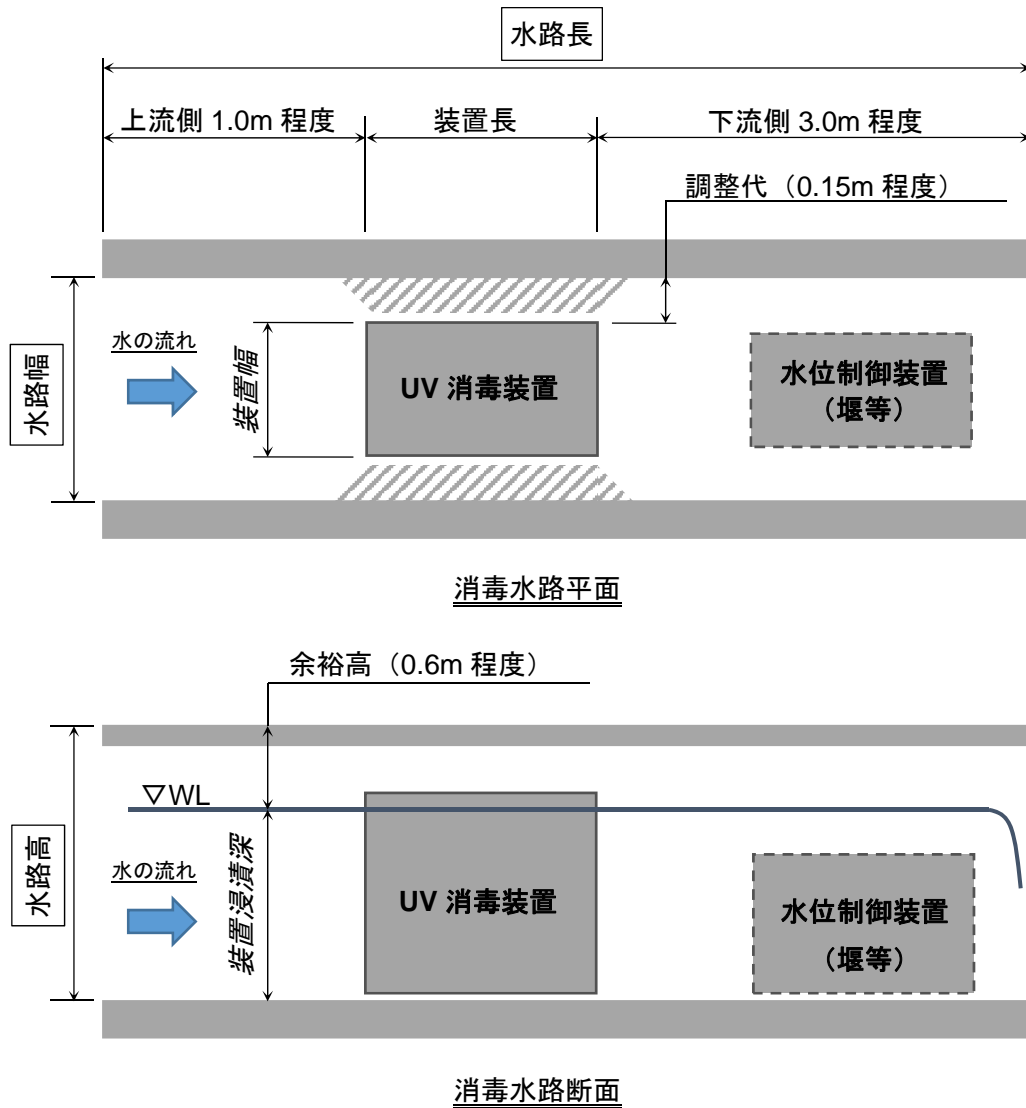 水路長
上流側 1.0m 程度
装置長
下流側 3.0m 程度
調整代（0.15m 程度）
水路幅
水の流れ
装置幅
UV 消毒装置
水位制御装置
（堰等）
消毒水路平面
余裕高（0.6m 程度）
▽WL
水路高
水の流れ
装置浸漬深
UV 消毒装置
水位制御装置
（堰等）
消毒水路断面